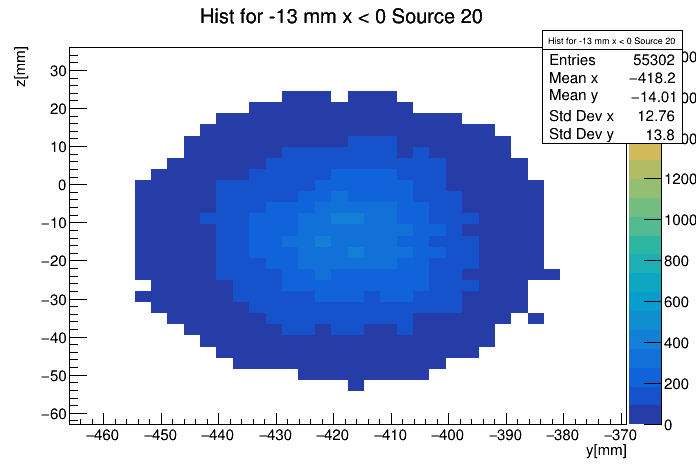 Hist for -13 mm x < 0 Source 20
Hist for -13 mm x < 0 Source 20
Entries 55302
Mean x −418.2
Mean y −14.01
Std Dev x 12.76
Std Dev y 13.8
z[mm]
30
20
10
0
−10
−20
−30
−40
−50
−60
−460 −450 −440 −430 −420 −410 −400 −390 −380 −370
y[mm]
1200
1000
800
600
400
200
0